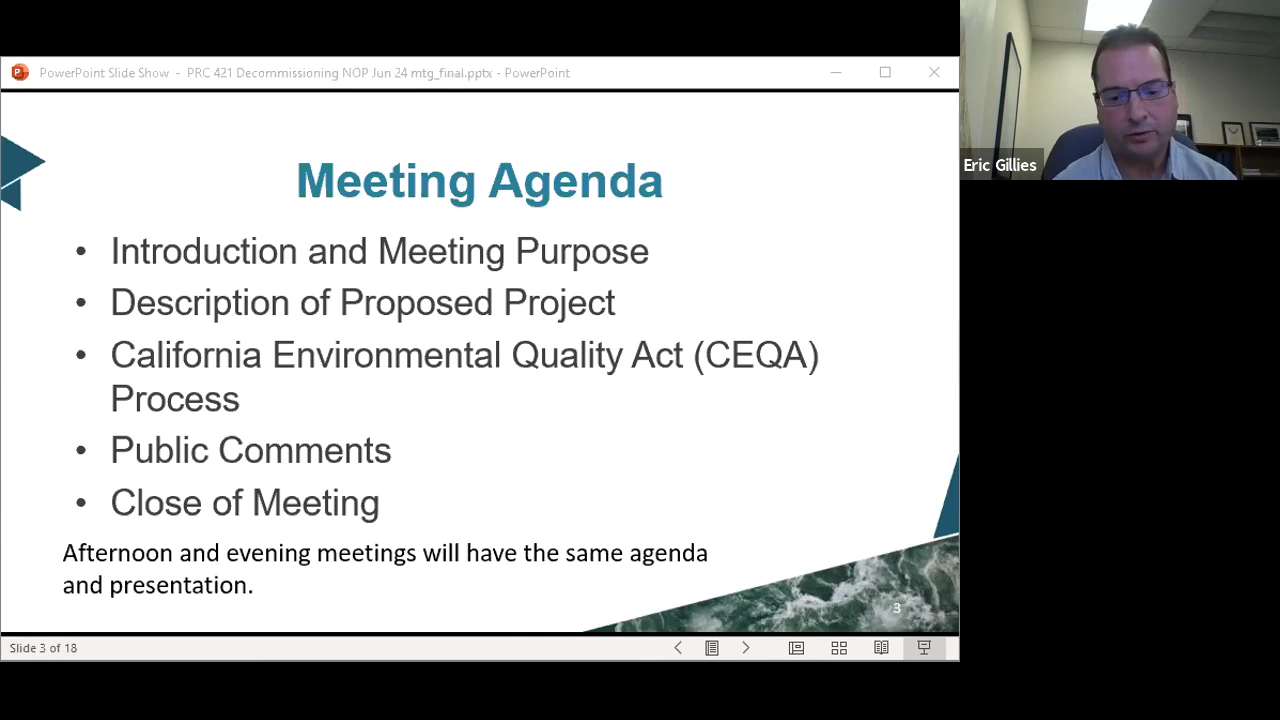 PowerPoint Slide Show - PRC 421 Decommissioning NOP Jun 24 mtg_final.pptx - PowerPoint
Eric Gillies
Meeting Agenda
• Introduction and Meeting Purpose
• Description of Proposed Project
• California Environmental Quality Act (CEQA)
Process
• Public Comments
• Close of Meeting
Afternoon and evening meetings will have the same agenda
and presentation.
3
Slide 3 of 18